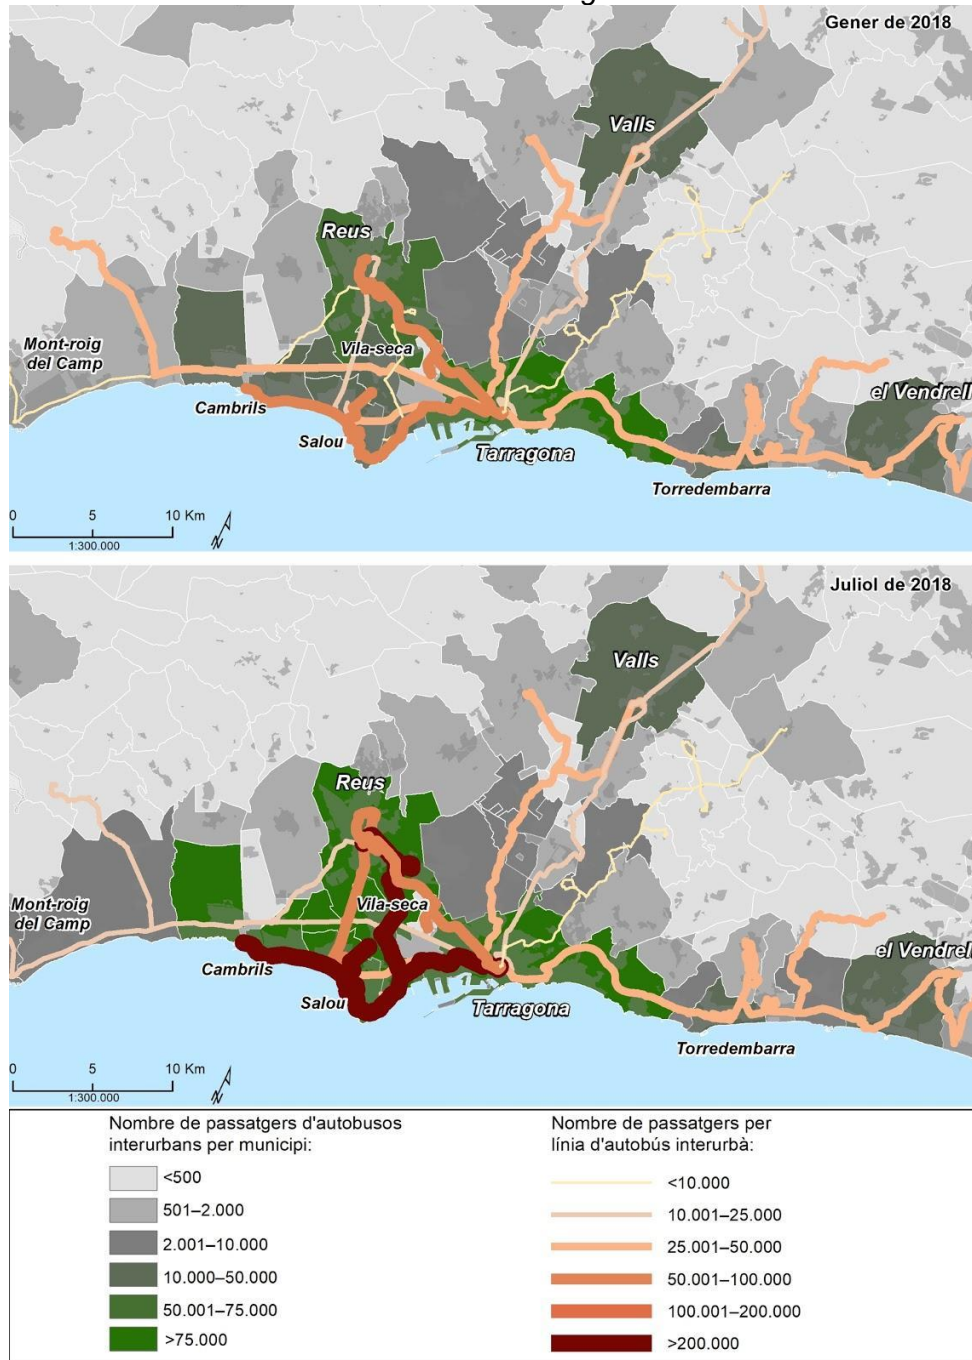 Gener de 2018
Valls
Reus
Mont-roig
del Camp
Vila-seca
Cambrils
Salou
Tarragona
el Vendrell
Torredembarra
0 5 10 Km
1:300.000
N
Juliol de 2018
Valls
Reus
Mont-roig
del Camp
Vila-seca
Cambrils
Salou
Tarragona
el Vendrell
Torredembarra
0 5 10 Km
1:300.000
N
Nombre de passatgers d'autobusos
interurbans per municipi:
<500
501–2.000
2.001–10.000
10.000–50.000
50.001–75.000
>75.000
Nombre de passatgers per
línia d'autobús interurbà:
<10.000
10.001–25.000
25.001–50.000
50.001–100.000
100.001–200.000
>200.000